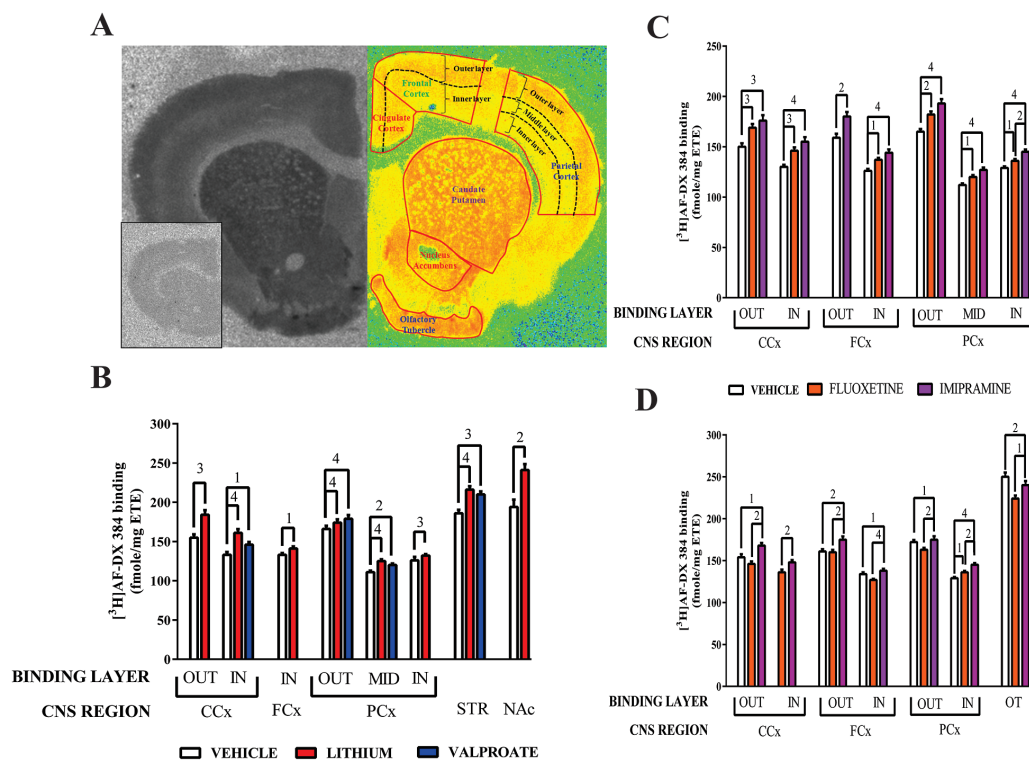 A
Outer layer
Frontal
Cortex
Inner layer
Cingulate
Cortex
Outer layer
Middle layer
Inner layer
Parietal
Cortex
Caudate
Putamen
Nucleus
Accumbens
Olfactory
Tubercle
B
[³H]AF-DX 384 binding
(fmole/mg ETE)
300
250
200
150
100
50
0
3 4 1 1 4 4 4 2 3 4 3 2
BINDING LAYER OUT IN IN OUT MID IN
CNS REGION CCx FCx PCx STR NAc
VEHICLE LITHIUM VALPROATE
C
[³H]AF-DX 384 binding
(fmole/mg ETE)
250
200
150
100
50
0
3 3 3 4 2 1 2 4 1 4 1 2 4
BINDING LAYER OUT IN OUT IN OUT MID IN
CNS REGION CCx FCx PCx
VEHICLE FLUOXETINE IMIPRAMINE
D
[³H]AF-DX 384 binding
(fmole/mg ETE)
300
250
200
150
100
50
0
1 2 2 2 2 1 4 1 2 4 1 2 2 1
BINDING LAYER OUT IN OUT IN OUT IN OT
CNS REGION CCx FCx PCx